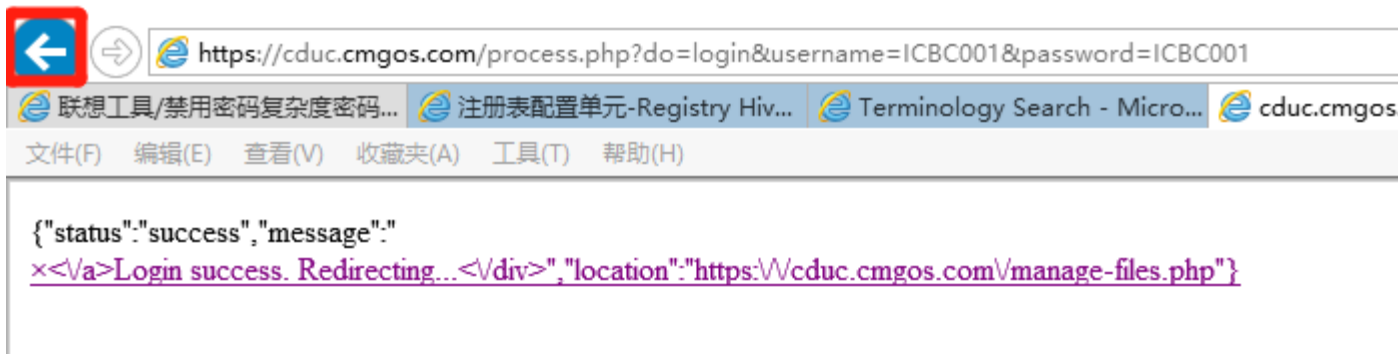 https://cduc.cmgos.com/process.php?do=login&username=ICBC001&password=ICBC001
联想工具/禁用密码复杂度密码... 注册表配置单元-Registry Hiv... Terminology Search - Micro... cduc.cmgos.
文件(F) 编辑(E) 查看(V) 收藏夹(A) 工具(T) 帮助(H)
{"status":"success","message":"
×<\/a>Login success. Redirecting...<\/div>","location":"https:\/\/cduc.cmgos.com\/manage-files.php"}